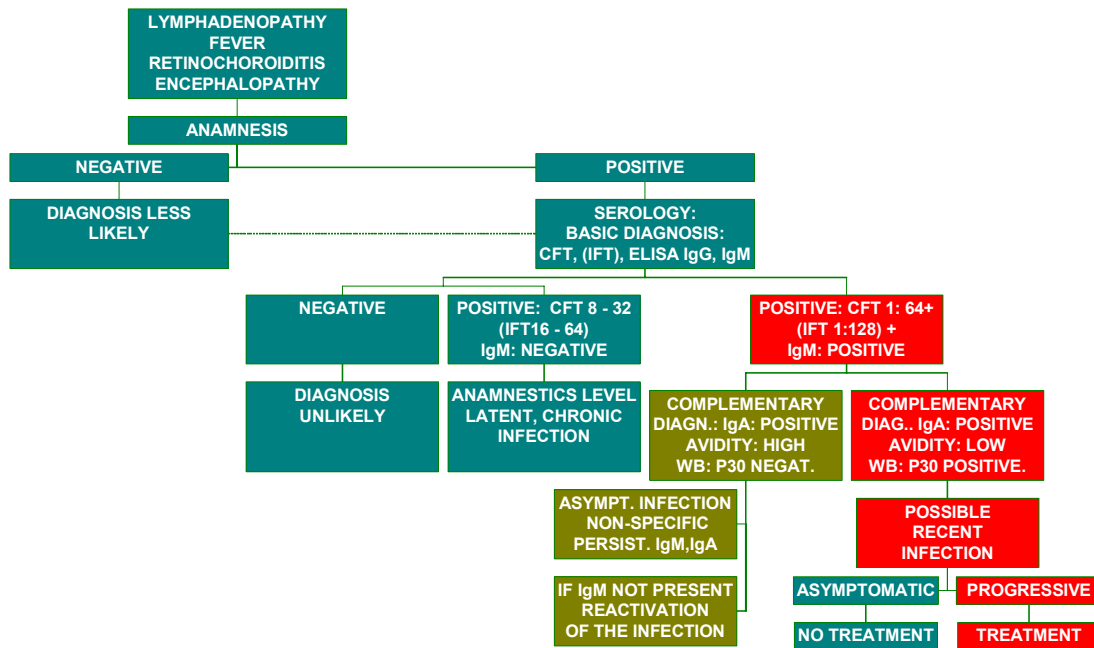 LYMPHADENOPATHY
FEVER
RETINOCHOROIDITIS
ENCEPHALOPATHY
ANAMNESIS
NEGATIVE
POSITIVE
DIAGNOSIS LESS
LIKELY
SEROLOGY:
BASIC DIAGNOSIS:
CFT, (IFT), ELISA IgG, IgM
NEGATIVE
POSITIVE: CFT 8 - 32
(IFT16 - 64)
IgM: NEGATIVE
POSITIVE: CFT 1: 64+
(IFT 1:128) +
IgM: POSITIVE
DIAGNOSIS
UNLIKELY
ANAMNESTICS LEVEL
LATENT, CHRONIC
INFECTION
COMPLEMENTARY
DIAGN.: IgA: POSITIVE
AVIDITY: HIGH
WB: P30 NEGAT.
COMPLEMENTARY
DIAG.. IgA: POSITIVE
AVIDITY: LOW
WB: P30 POSITIVE.
ASYMPT. INFECTION
NON-SPECIFIC
PERSIST. IgM,IgA
POSSIBLE
RECENT
INFECTION
IF IgM NOT PRESENT
REACTIVATION
OF THE INFECTION
ASYMPTOMATIC
PROGRESSIVE
NO TREATMENT
TREATMENT